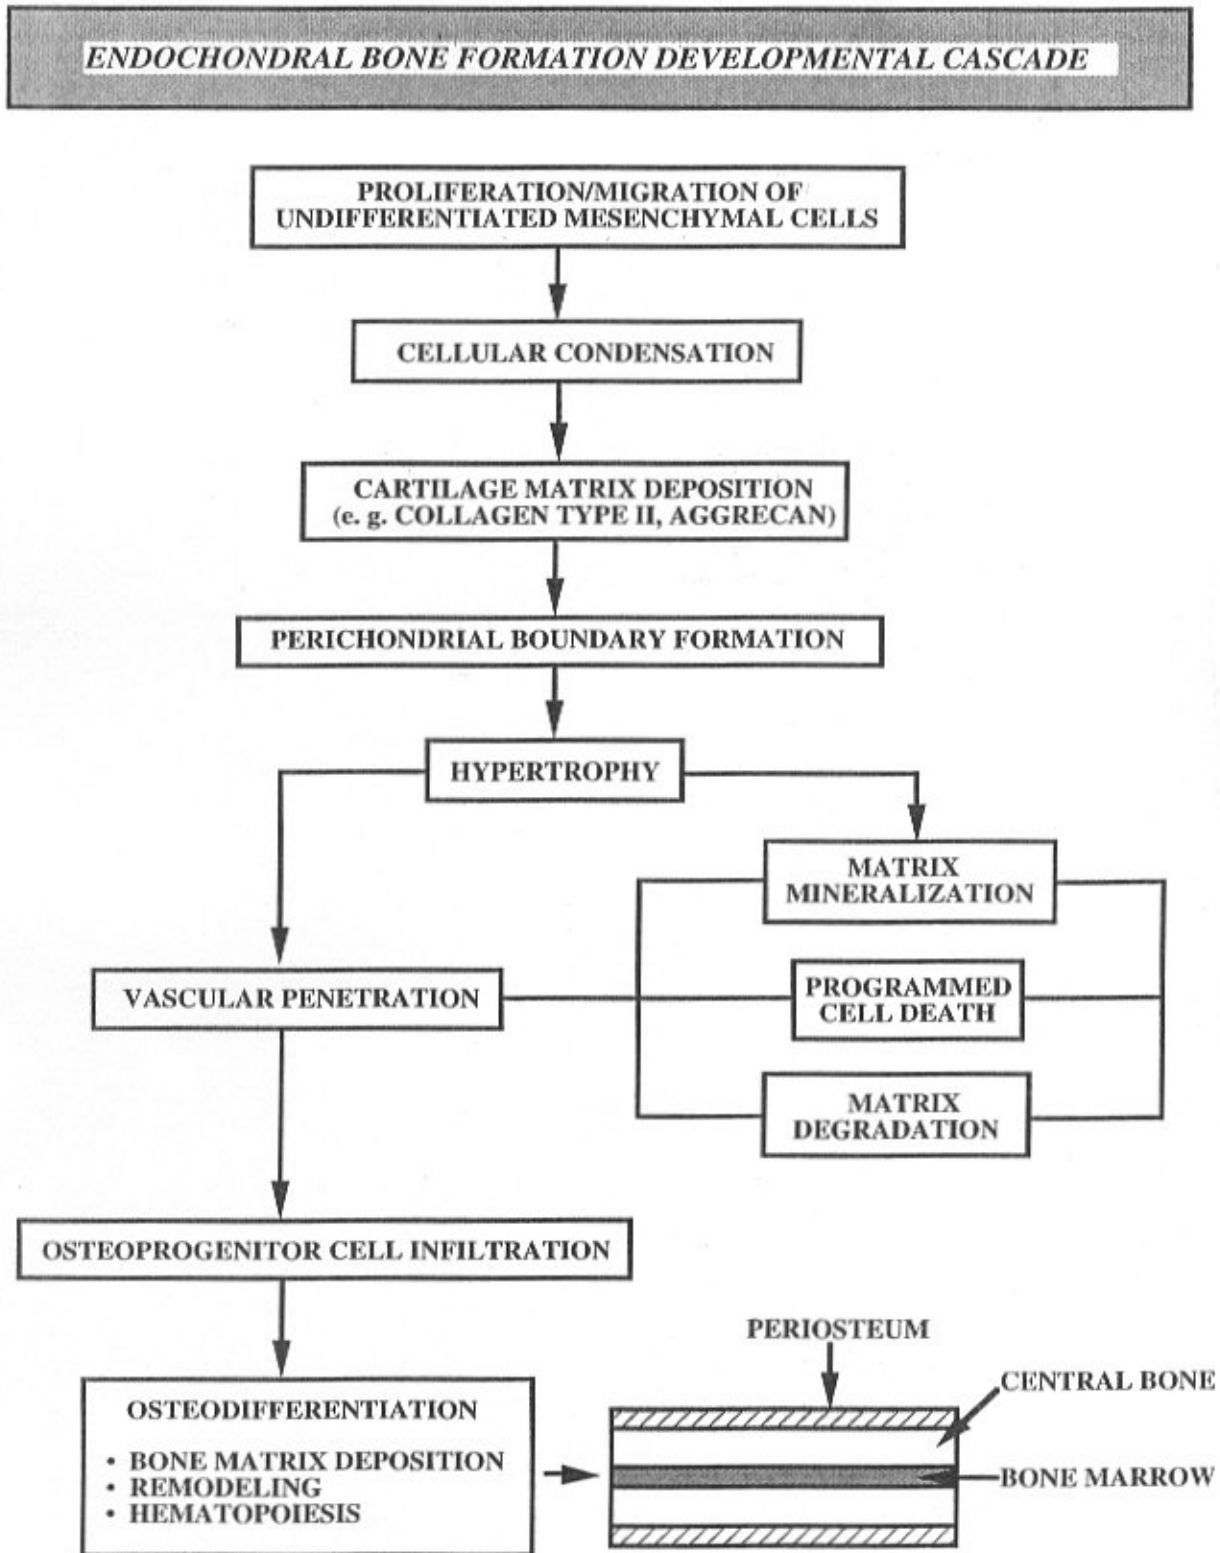 ENDOCHONDRAL BONE FORMATION DEVELOPMENTAL CASCADE
PROLIFERATION/MIGRATION OF
UNDIFFERENTIATED MESENCHYMAL CELLS
CELLULAR CONDENSATION
CARTILAGE MATRIX DEPOSITION
(e. g. COLLAGEN TYPE II, AGGRECAN)
PERICHONDRIAL BOUNDARY FORMATION
HYPERTROPHY
MATRIX
MINERALIZATION
VASCULAR PENETRATION
PROGRAMMED
CELL DEATH
MATRIX
DEGRADATION
OSTEOPROGENITOR CELL INFILTRATION
OSTEODIFFERENTIATION
• BONE MATRIX DEPOSITION
• REMODELING
• HEMATOPOIESIS
PERIOSTEUM
CENTRAL BONE
BONE MARROW